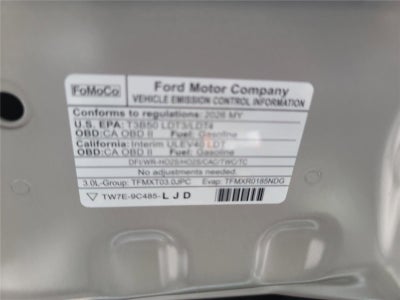 FoMoCo
Ford Motor Company
VEHICLE EMISSION CONTROL INFORMATION
Conforms to regulations: 2026 MY
U.S. EPA: T3B50 LDT3/LDT4
OBD:CA OBD II Fuel: Gasoline
California: Interim ULEV40 LDT
OBD:CA OBD II Fuel: Gasoline
DFI/WR-HO2S/HO2S/CAC/TWC/TC
No adjustments needed.
3.0L-Group: TFMXT03.0JPC Evap: TFMXR0185NDG
TW7E-9C485-LJD